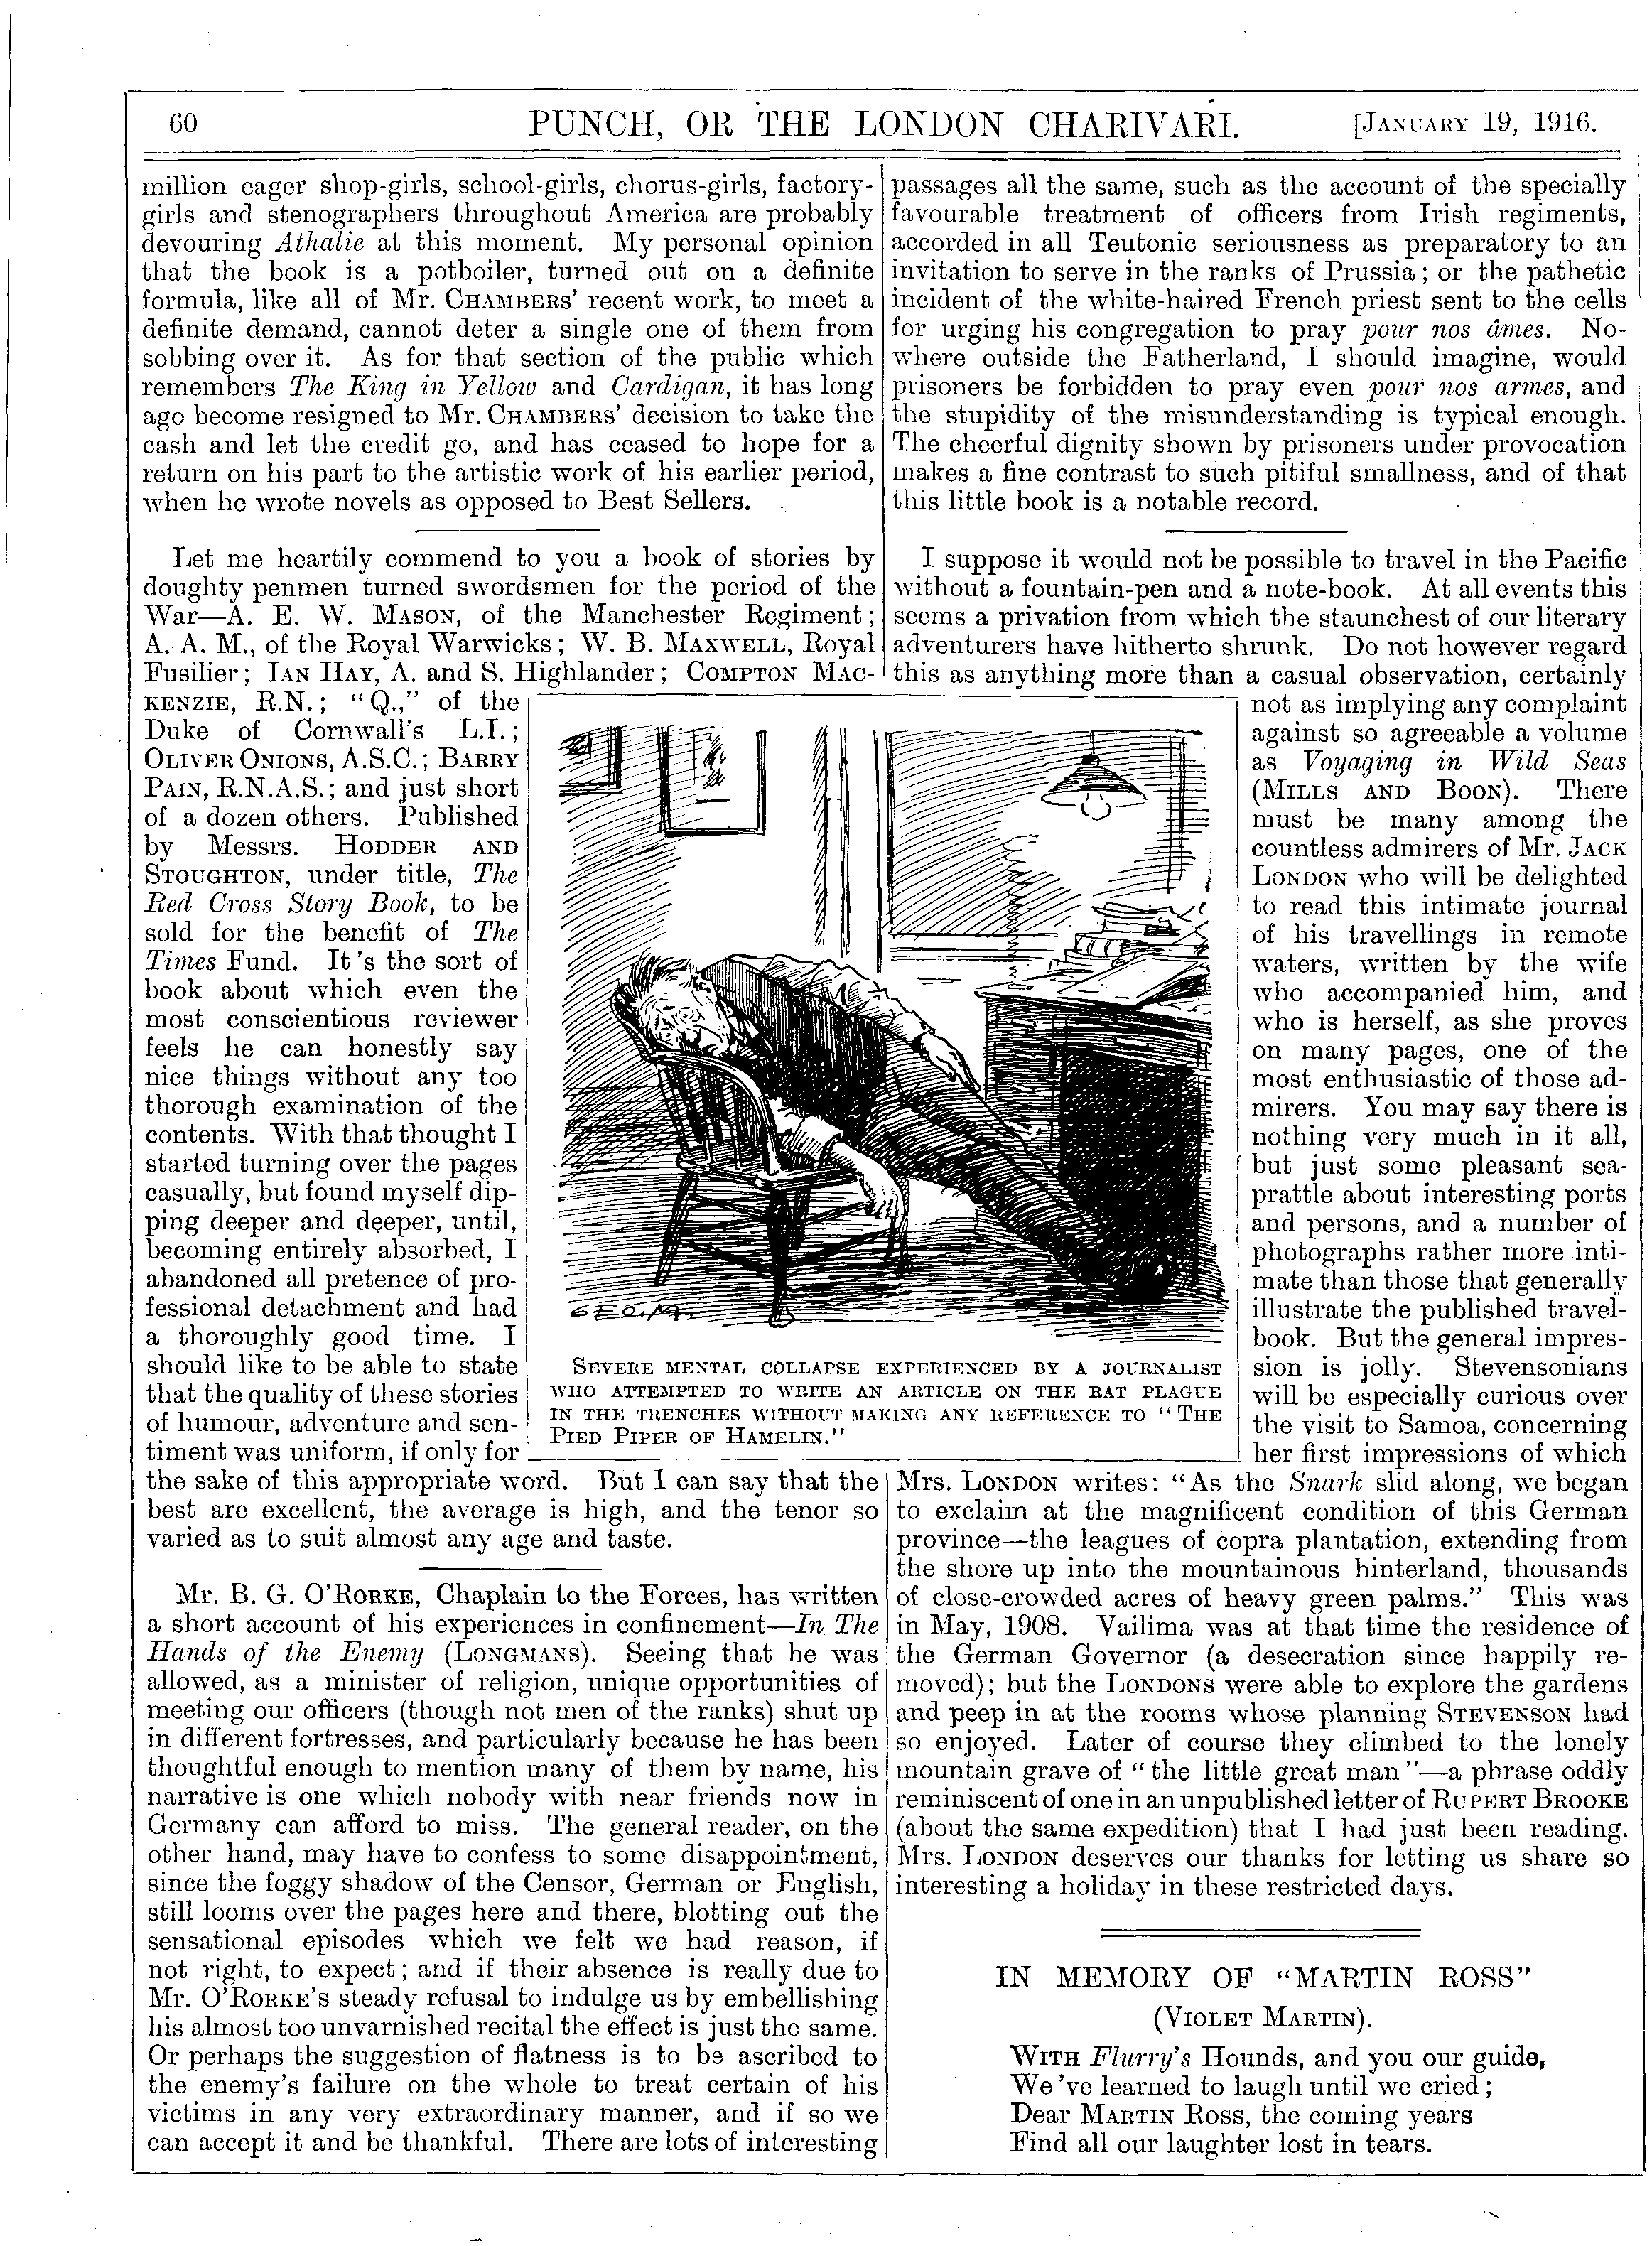 60
PUNCH, OR THE LONDON CHARIVARI.
[JANUARY 19, 1916.
million eager shop-girls, school-girls, chorus-girls, factory-
girls and stenographers throughout America are probably
devouring Athalie at this moment. My personal opinion
that the book is a potboiler, turned out on a definite
formula, like all of Mr. CHAMBERS' recent work, to meet a
definite demand, cannot deter a single one of them from
sobbing over it. As for that section of the public which
remembers The King in Yellow and Cardigan, it has long
ago become resigned to Mr. CHAMBERS' decision to take the
cash and let the credit go, and has ceased to hope for a
return on his part to the artistic work of his earlier period,
when he wrote novels as opposed to Best Sellers.
Let me heartily commend to you a book of stories by
doughty penmen turned swordsmen for the period of the
War—A. E. W. MASON, of the Manchester Regiment;
A. A. M., of the Royal Warwicks; W. B. MAXWELL, Royal
Fusilier; IAN HAY, A. and S. Highlander; COMPTON MAC-
KENZIE, R.N.; "Q.," of the
Duke of Cornwall's L.I.;
OLIVER ONIONS, A.S.C.; BARRY
PAIN, R.N.A.S.; and just short
of a dozen others. Published
by Messrs. HODDER AND
STOUGHTON, under title, The
Red Cross Story Book, to be
sold for the benefit of The
Times Fund. It's the sort of
book about which even the
most conscientious reviewer
feels he can honestly say
nice things without any too
thorough examination of the
contents. With that thought I
started turning over the pages
casually, but found myself dip-
ping deeper and deeper, until,
becoming entirely absorbed, I
abandoned all pretence of pro-
fessional detachment and had
a thoroughly good time. I
should like to be able to state
that the quality of these stories
of humour, adventure and sen-
timent was uniform, if only for
the sake of this appropriate word. But I can say that the
best are excellent, the average is high, and the tenor so
varied as to suit almost any age and taste.
Mr. B. G. O'RORKE, Chaplain to the Forces, has written
a short account of his experiences in confinement—In The
Hands of the Enemy (LONGMANS). Seeing that he was
allowed, as a minister of religion, unique opportunities of
meeting our officers (though not men of the ranks) shut up
in different fortresses, and particularly because he has been
thoughtful enough to mention many of them by name, his
narrative is one which nobody with near friends now in
Germany can afford to miss. The general reader, on the
other hand, may have to confess to some disappointment,
since the foggy shadow of the Censor, German or English,
still looms over the pages here and there, blotting out the
sensational episodes which we felt we had reason, if
not right, to expect; and if their absence is really due to
Mr. O'RORKE's steady refusal to indulge us by embellishing
his almost too unvarnished recital the effect is just the same.
Or perhaps the suggestion of flatness is to be ascribed to
the enemy's failure on the whole to treat certain of his
victims in any very extraordinary manner, and if so we
can accept it and be thankful. There are lots of interesting
GEO. M.
SEVERE MENTAL COLLAPSE EXPERIENCED BY A JOURNALIST
WHO ATTEMPTED TO WRITE AN ARTICLE ON THE RAT PLAGUE
IN THE TRENCHES WITHOUT MAKING ANY REFERENCE TO "THE
PIED PIPER OF HAMELIN."
passages all the same, such as the account of the specially
favourable treatment of officers from Irish regiments,
accorded in all Teutonic seriousness as preparatory to an
invitation to serve in the ranks of Prussia; or the pathetic
incident of the white-haired French priest sent to the cells
for urging his congregation to pray pour nos âmes. No-
where outside the Fatherland, I should imagine, would
prisoners be forbidden to pray even pour nos armes, and
the stupidity of the misunderstanding is typical enough.
The cheerful dignity shown by prisoners under provocation
makes a fine contrast to such pitiful smallness, and of that
this little book is a notable record.
I suppose it would not be possible to travel in the Pacific
without a fountain-pen and a note-book. At all events this
seems a privation from which the staunchest of our literary
adventurers have hitherto shrunk. Do not however regard
this as anything more than a casual observation, certainly
not as implying any complaint
against so agreeable a volume
as Voyaging in Wild Seas
(MILLS AND BOON). There
must be many among the
countless admirers of Mr. JACK
LONDON who will be delighted
to read this intimate journal
of his travellings in remote
waters, written by the wife
who accompanied him, and
who is herself, as she proves
on many pages, one of the
most enthusiastic of those ad-
mirers. You may say there is
nothing very much in it all,
but just some pleasant sea-
prattle about interesting ports
and persons, and a number of
photographs rather more inti-
mate than those that generally
illustrate the published travel-
book. But the general impres-
sion is jolly. Stevensonians
will be especially curious over
the visit to Samoa, concerning
her first impressions of which
Mrs. LONDON writes: "As the Snark slid along, we began
to exclaim at the magnificent condition of this German
province—the leagues of copra plantation, extending from
the shore up into the mountainous hinterland, thousands
of close-crowded acres of heavy green palms." This was
in May, 1908. Vailima was at that time the residence of
the German Governor (a desecration since happily re-
moved); but the LONDONS were able to explore the gardens
and peep in at the rooms whose planning STEVENSON had
so enjoyed. Later of course they climbed to the lonely
mountain grave of "the little great man"—a phrase oddly
reminiscent of one in an unpublished letter of RUPERT BROOKE
(about the same expedition) that I had just been reading.
Mrs. LONDON deserves our thanks for letting us share so
interesting a holiday in these restricted days.
IN MEMORY OF "MARTIN ROSS"
(VIOLET MARTIN).
WITH Flurry's Hounds, and you our guide,
We've learned to laugh until we cried;
Dear MARTIN ROSS, the coming years
Find all our laughter lost in tears.